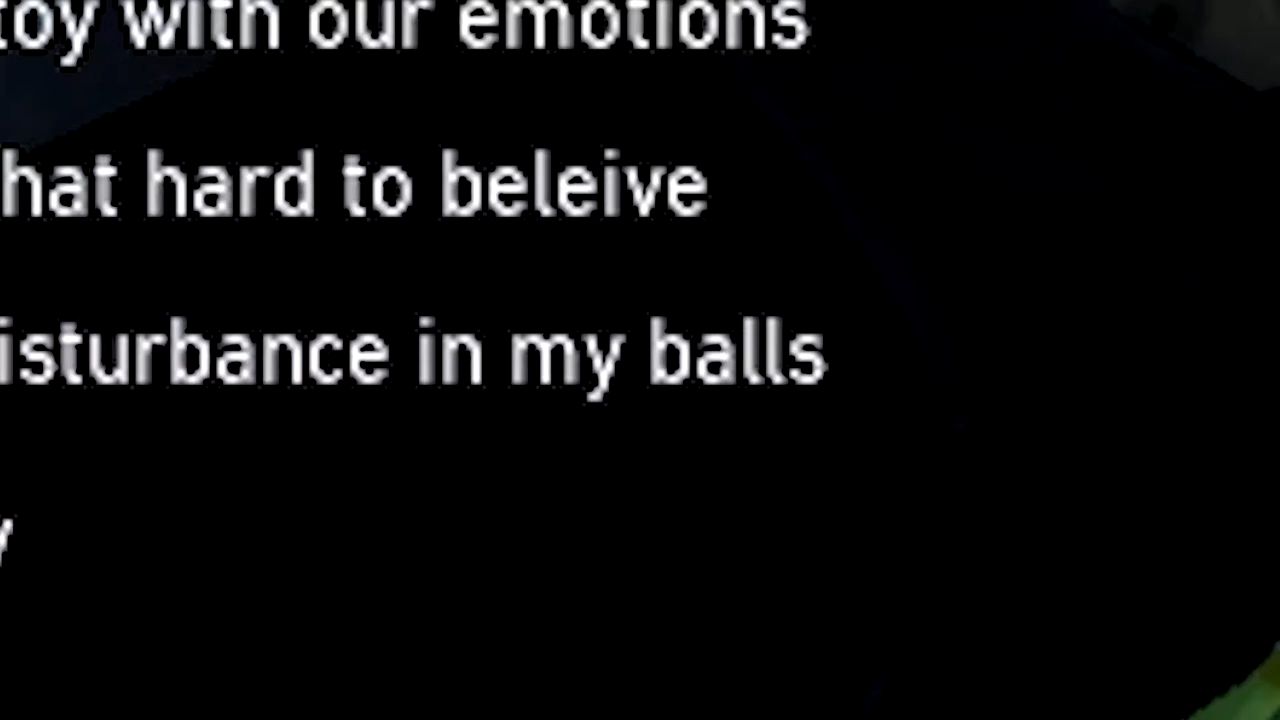 toy with our emotions
hat hard to beleive
isturbance in my balls
y